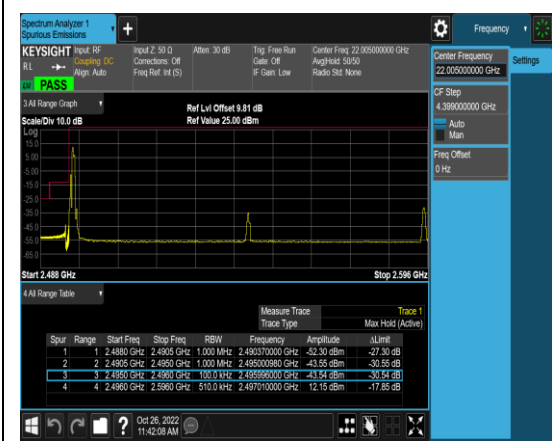 Spectrum Analyzer 1
Spurious Emissions
Frequency
KEYSIGHT Input: RF Input Z: 50 Ω Atten: 30 dB Trig: Free Run Center Freq: 22.005000000 GHz
RL Coupling: DC Corrections: Off Gate: Off Avg|Hold: 50/50
Align: Auto Freq Ref: Int (S) IF Gain: Low Radio Std: None
PASS
Center Frequency
22.005000000 GHz
Settings
CF Step
4.399000000 GHz
Auto
Man
Freq Offset
0 Hz
3 All Range Graph
Ref Lvl Offset 9.81 dB
Scale/Div 10.0 dB Ref Value 25.00 dBm
Log
15.0
5.00
-5.00
-15.0
-25.0
-35.0
-45.0
-55.0
-65.0
Start 2.488 GHz Stop 2.596 GHz
4 All Range Table
Measure Trace Trace 1
Trace Type Max Hold (Active)
Spur Range Start Freq Stop Freq RBW Frequency Amplitude ΔLimit
1 1 2.4880 GHz 2.4905 GHz 1.000 MHz 2.490370000 GHz -52.30 dBm -27.30 dB
2 2 2.4905 GHz 2.4950 GHz 1.000 MHz 2.495000980 GHz -43.55 dBm -30.55 dB
3 3 2.4950 GHz 2.4960 GHz 100.0 kHz 2.495996000 GHz -43.54 dBm -30.54 dB
4 4 2.4960 GHz 2.5960 GHz 510.0 kHz 2.497010000 GHz 12.15 dBm -17.85 dB
Oct 26, 2022
11:42:08 AM